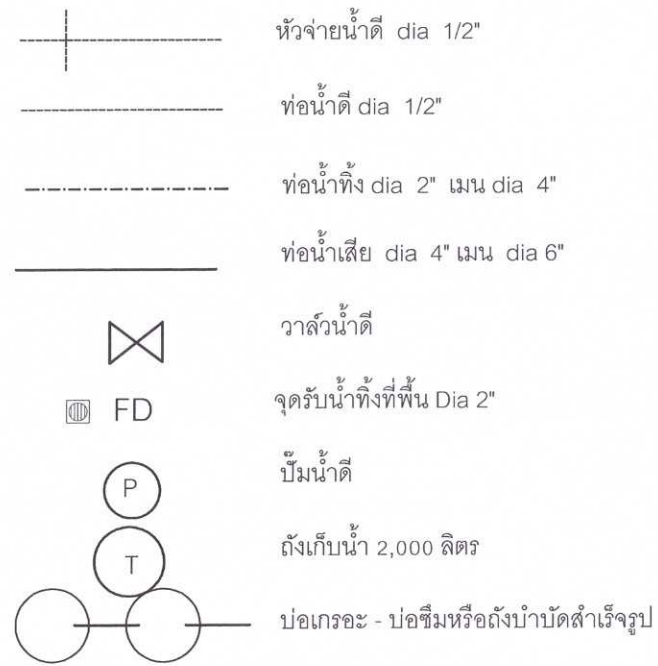 หัวจ่ายน้ำดี dia 1/2"
ท่อน้ำดี dia 1/2"
ท่อน้ำทิ้ง dia 2" เมน dia 4"
ท่อน้ำเสีย dia 4" เมน dia 6"
วาล์วน้ำดี
FD จุดรับน้ำทิ้งที่พื้น Dia 2"
P ปั๊มน้ำดี
T ถังเก็บน้ำ 2,000 ลิตร
บ่อเกรอะ - บ่อซึมหรือถังบำบัดสำเร็จรูป